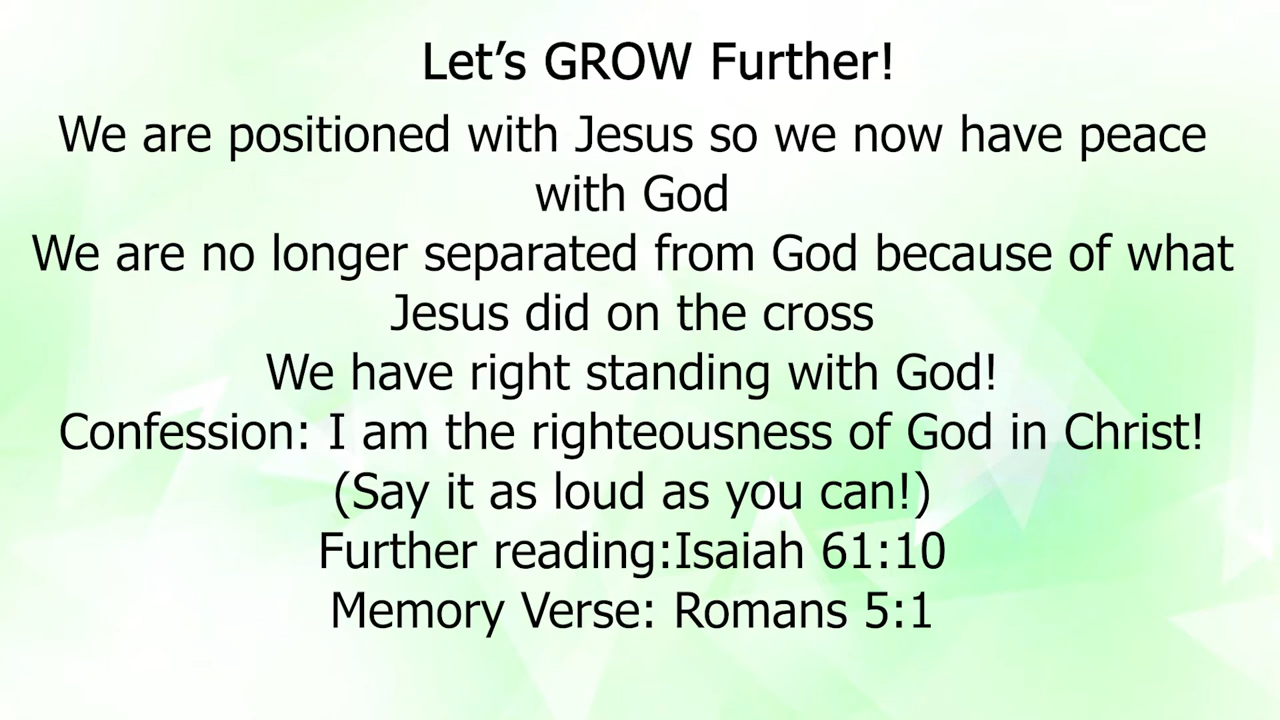 Let’s GROW Further!
We are positioned with Jesus so we now have peace
with God
We are no longer separated from God because of what
Jesus did on the cross
We have right standing with God!
Confession: I am the righteousness of God in Christ!
(Say it as loud as you can!)
Further reading:Isaiah 61:10
Memory Verse: Romans 5:1